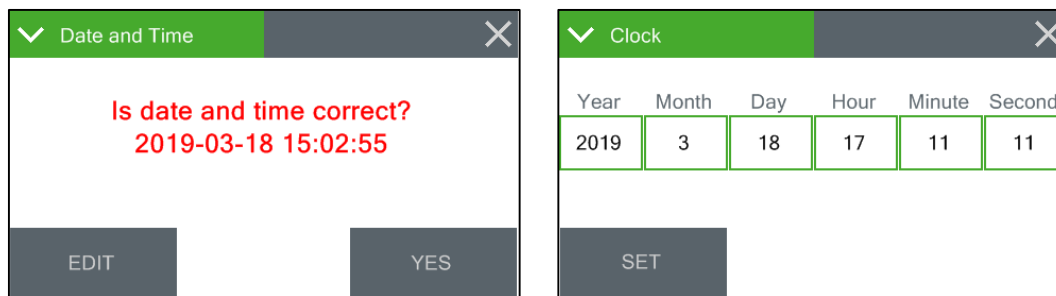 Date and Time
Is date and time correct?
2019-03-18 15:02:55
EDIT
YES
Clock
Year Month Day Hour Minute Second
2019 3 18 17 11 11
SET